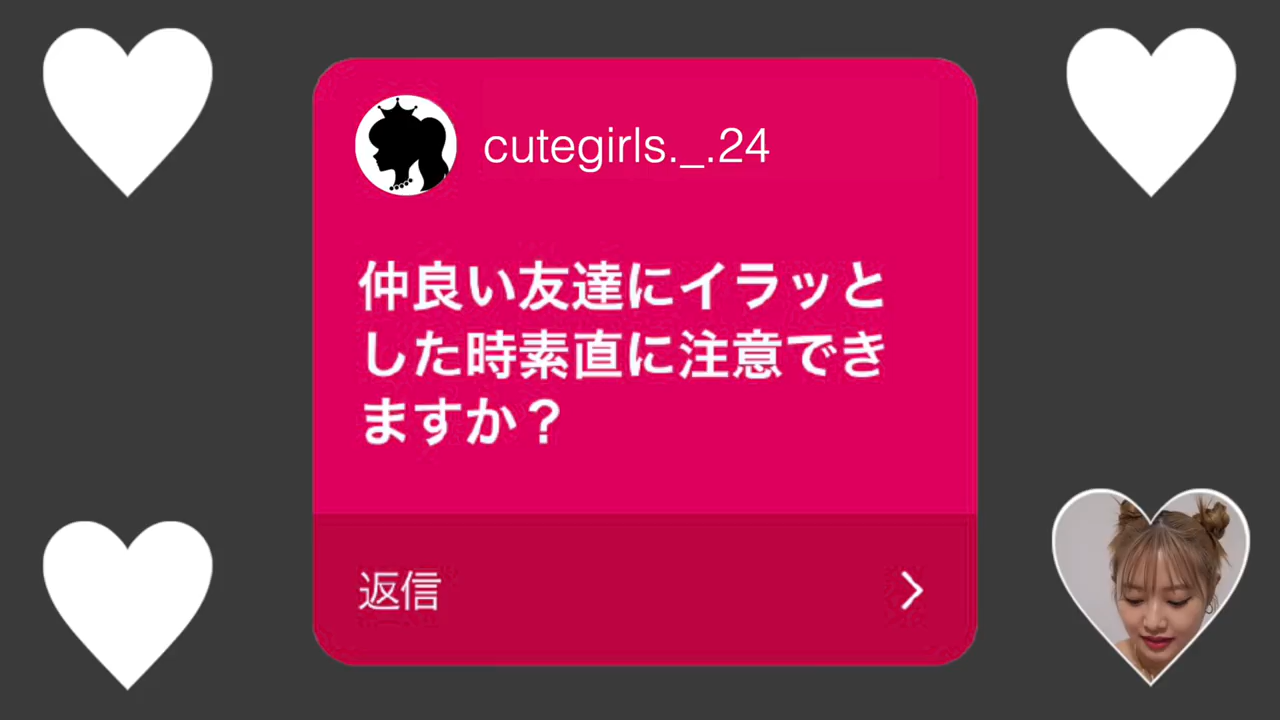 cutegirls._.24
仲良い友達にイラッと
した時素直に注意でき
ますか？
返信